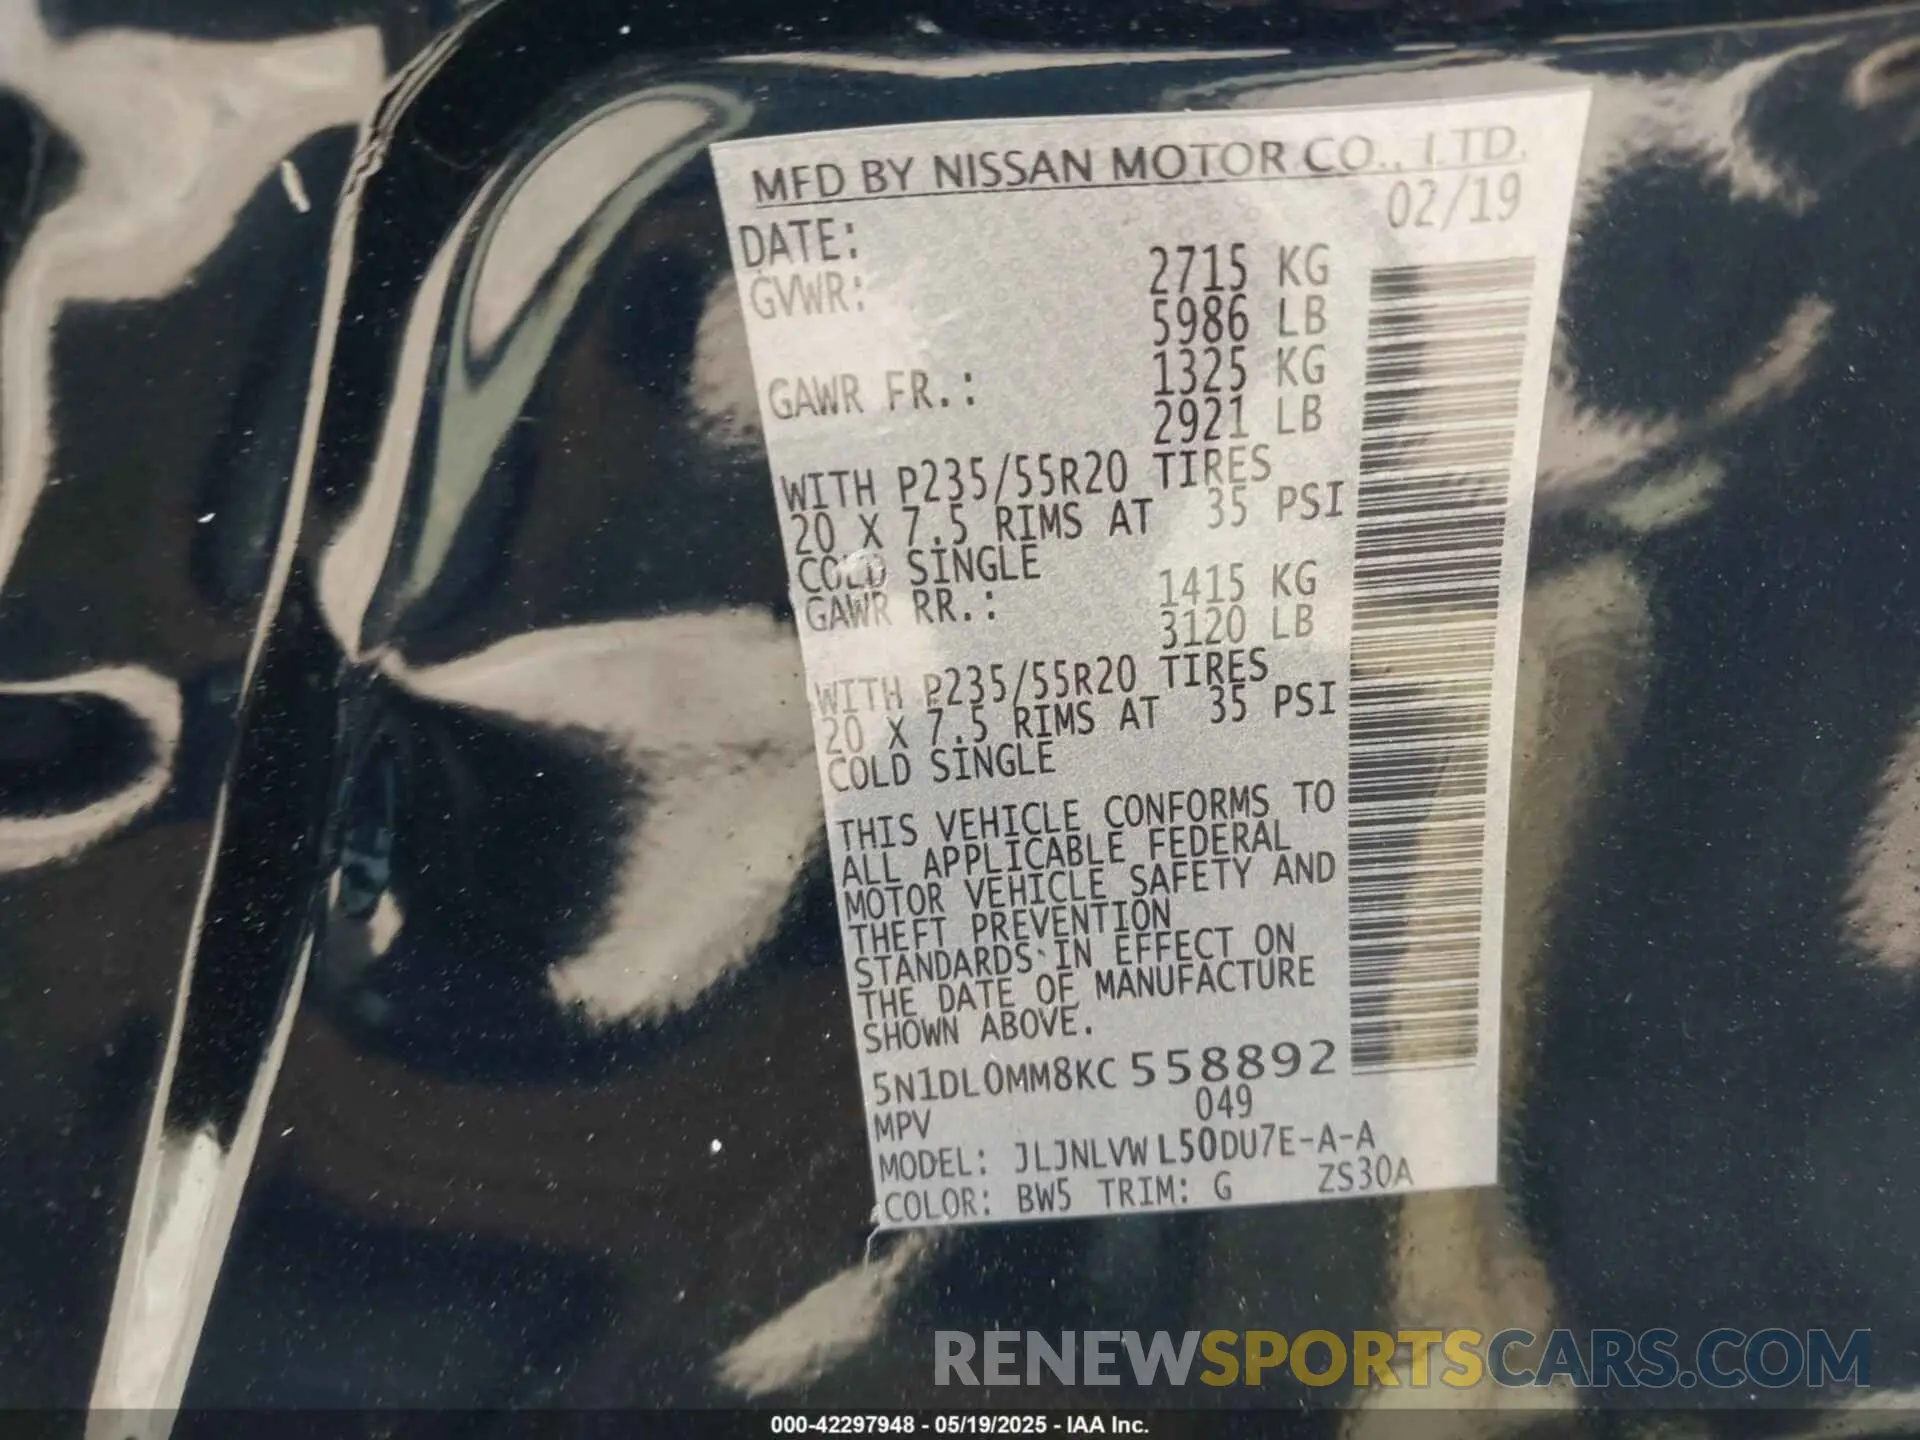 MFD BY NISSAN MOTOR CO., LTD.
DATE: 02/19
GVWR: 2715 KG
5986 LB
GAWR FR.: 1325 KG
2921 LB
WITH P235/55R20 TIRES
20 X 7.5 RIMS AT 35 PSI
COLD SINGLE
GAWR RR.: 1415 KG
3120 LB
WITH P235/55R20 TIRES
20 X 7.5 RIMS AT 35 PSI
COLD SINGLE
THIS VEHICLE CONFORMS TO
ALL APPLICABLE FEDERAL
MOTOR VEHICLE SAFETY AND
THEFT PREVENTION
STANDARDS IN EFFECT ON
THE DATE OF MANUFACTURE
SHOWN ABOVE.
5N1DL0MM8KC558892
MPV 049
MODEL: JLJNLVW L50DU7E-A-A
COLOR: BW5 TRIM: G ZS30A
RENEWSPORTSCARS.COM
000-42297948 - 05/19/2025 - IAA Inc.